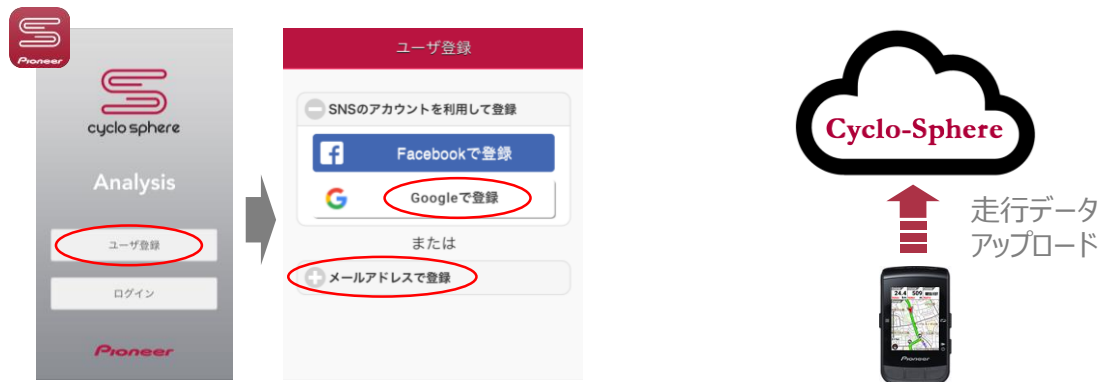 Pioneer
cyclo sphere
Analysis
ユーザ登録
ログイン
Pioneer
ユーザ登録
SNSのアカウントを利用して登録
Facebookで登録
Googleで登録
または
メールアドレスで登録
Cyclo-Sphere
走行データ
アップロード
24.4 509
Pioneer